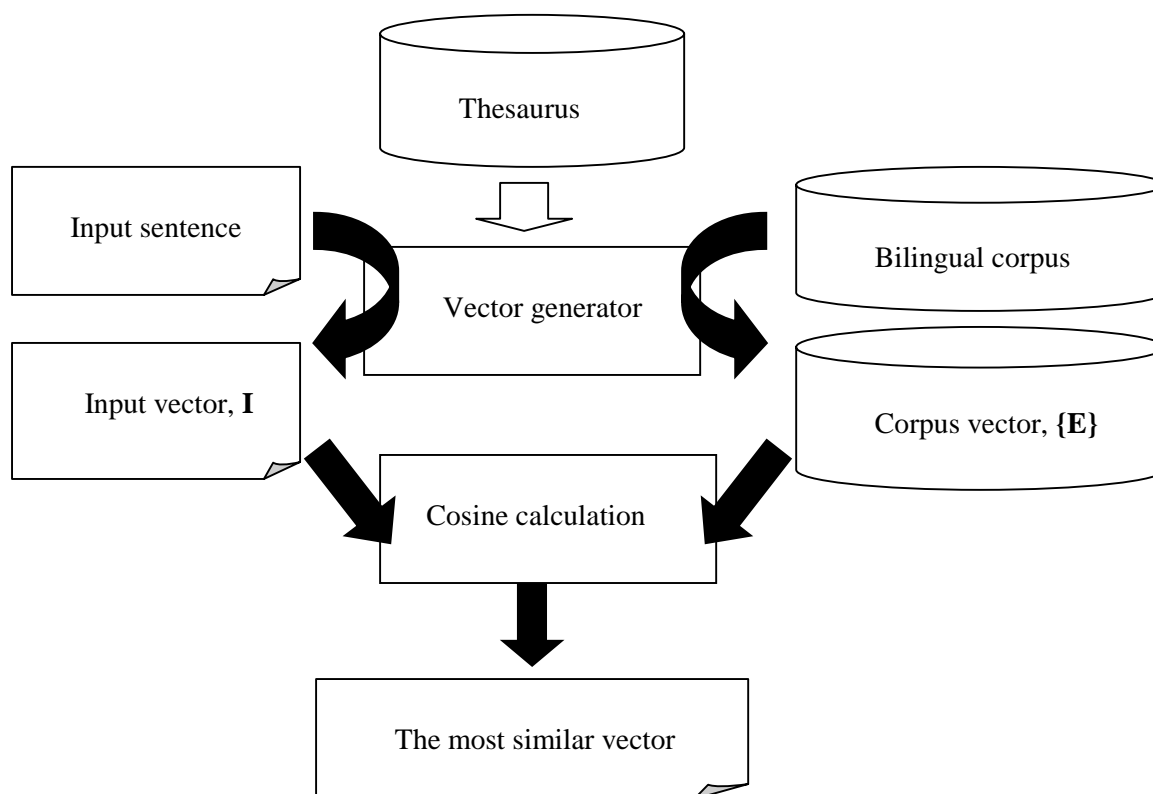 Thesaurus
Input sentence
Bilingual corpus
Vector generator
Input vector, I
Corpus vector, {E}
Cosine calculation
The most similar vector